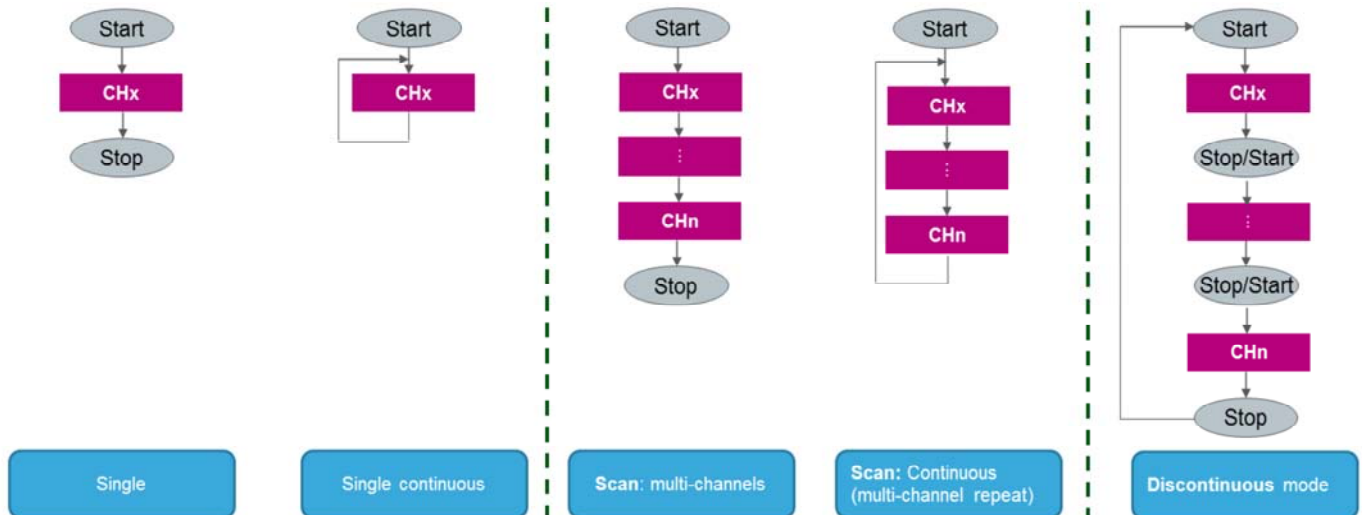 Start
CHx
Stop
Single
Start
CHx
Single continuous
Start
CHx
⋮
CHn
Stop
Scan: multi-channels
Start
CHx
⋮
CHn
Scan: Continuous
(multi-channel repeat)
Start
CHx
Stop/Start
⋮
Stop/Start
CHn
Stop
Discontinuous mode